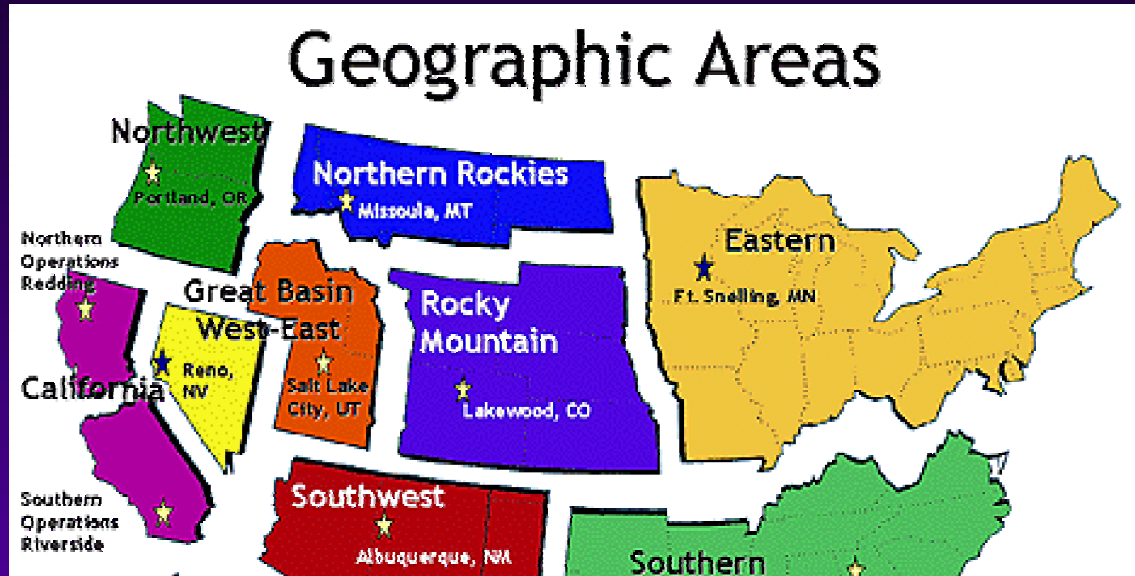 Geographic Areas
Northwest
Portland, OR
Northern Rockies
Missoula, MT
Eastern
Ft. Snelling, MN
Northern
Operations
Redding
Great Basin
West-East
Rocky
Mountain
Lakewood, CO
California
Reno,
NV
Salt Lake
City, UT
Southern
Operations
Riverside
Southwest
Albuquerque, NM
Southern